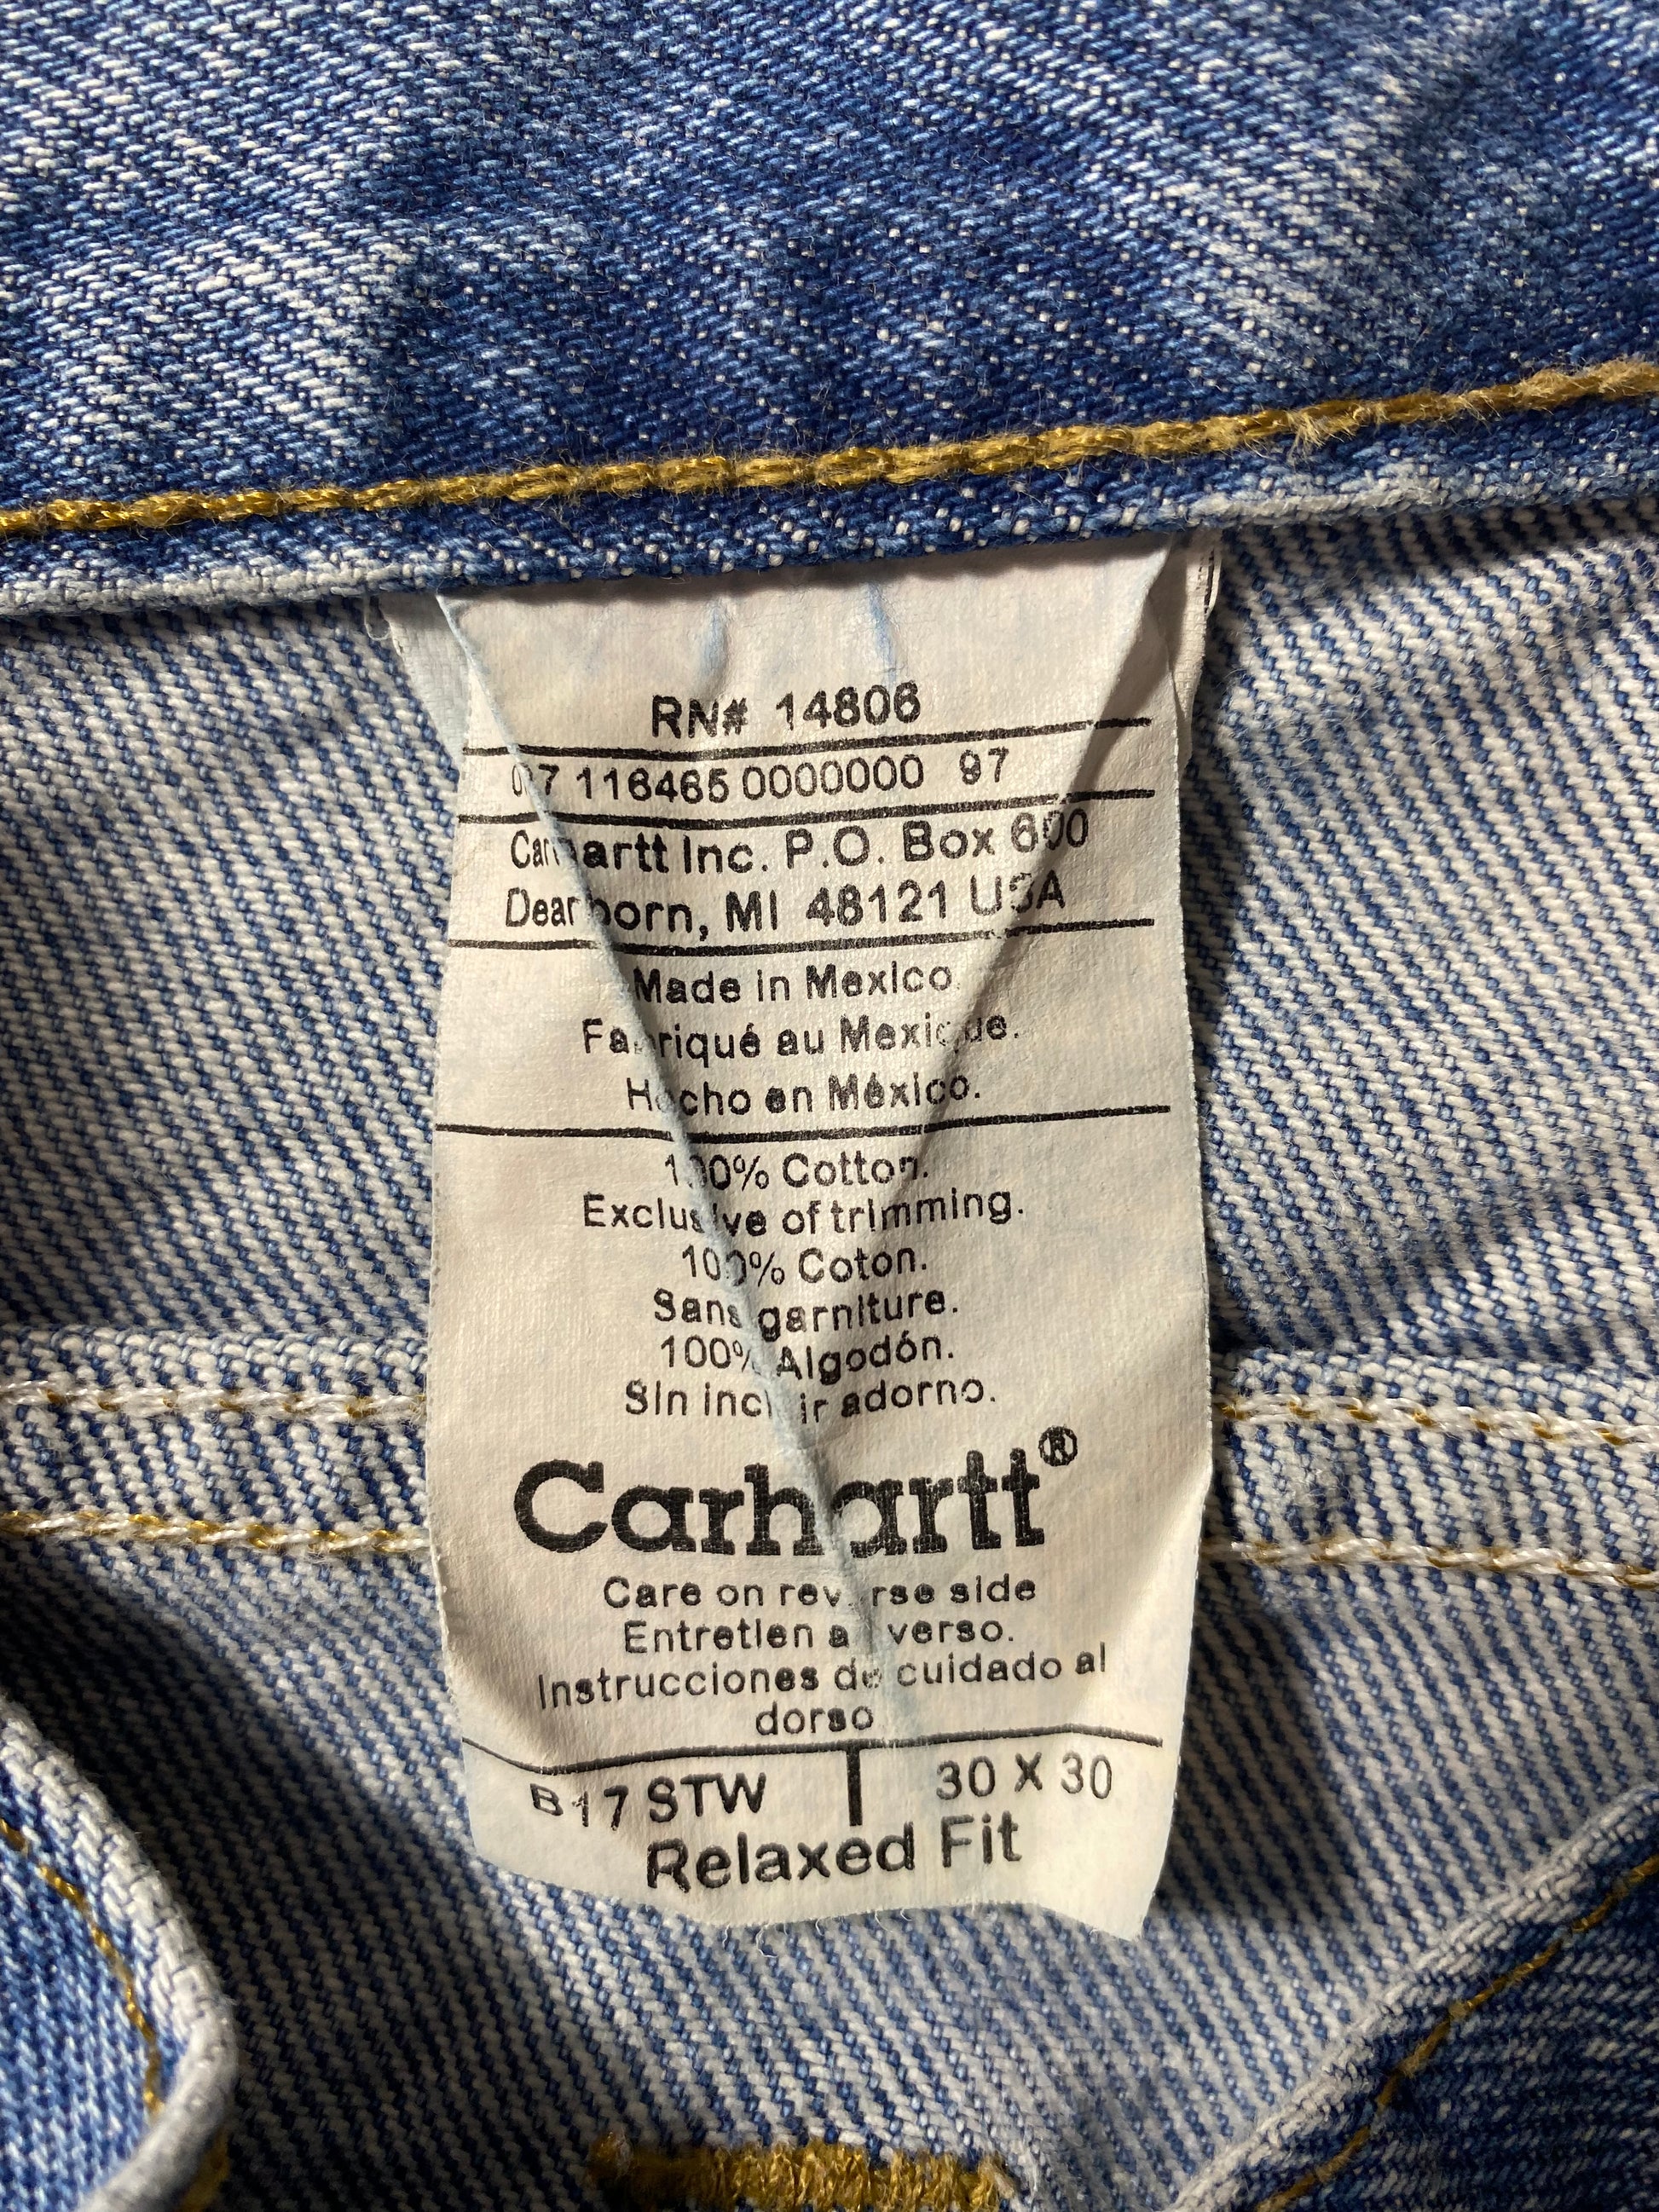 RN# 14806
116465 0000000 97
Carhartt Inc. P.O. Box 600
Dearborn, MI 48121 USA
Made in Mexico.
Fabriqué au Mexique.
Hecho en México.
100% Cotton.
Exclusive of trimming.
100% Coton.
Sans garniture.
100% Algodón.
Sin incluir adorno.
Carhartt®
Care on reverse side
Entretien au verso.
Instrucciones de cuidado al
dorso
B17 STW 30 X 30
Relaxed Fit